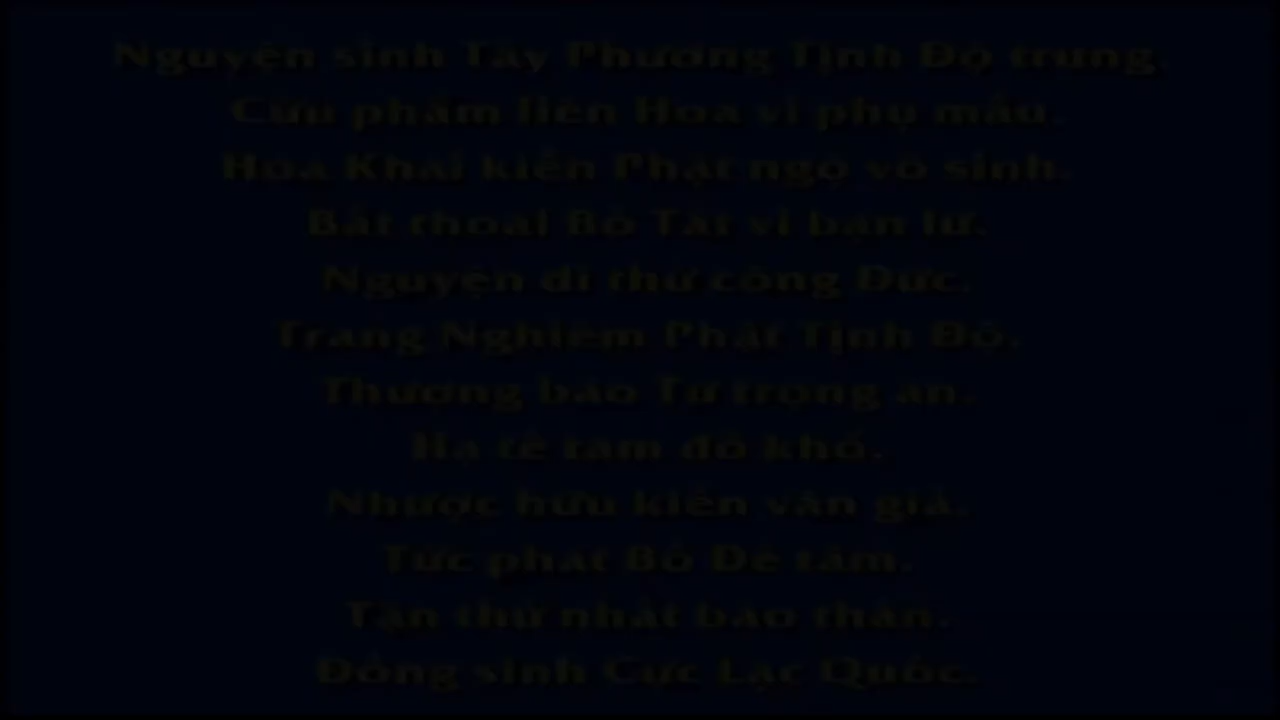 Nguyện sinh Tây Phương Tịnh Độ trung.
Cửu phẩm liên Hoa vi phụ mẫu.
Hoa Khai kiến Phật ngộ vô sinh.
Bất thoái Bồ Tát vi bạn lữ.
Nguyện dĩ thử công Đức.
Trang Nghiêm Phật Tịnh Độ.
Thượng báo Tứ trọng ân.
Hạ tế tam đồ khổ.
Nhược hữu kiến văn giả.
Tức phát Bồ Đề tâm.
Tận thử nhất báo thân.
Đồng sinh Cực Lạc Quốc.